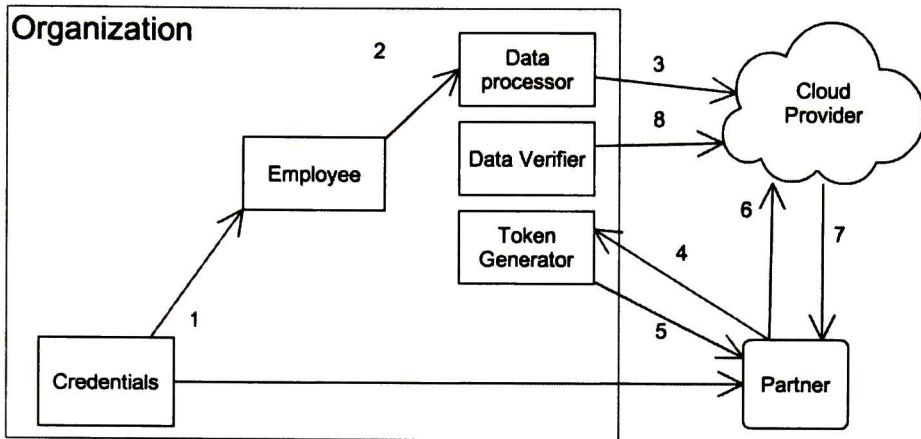 Organization
2
Data
processor
3
Cloud
Provider
8
Data Verifier
Employee
6
7
Token
Generator
4
1
5
Credentials
Partner